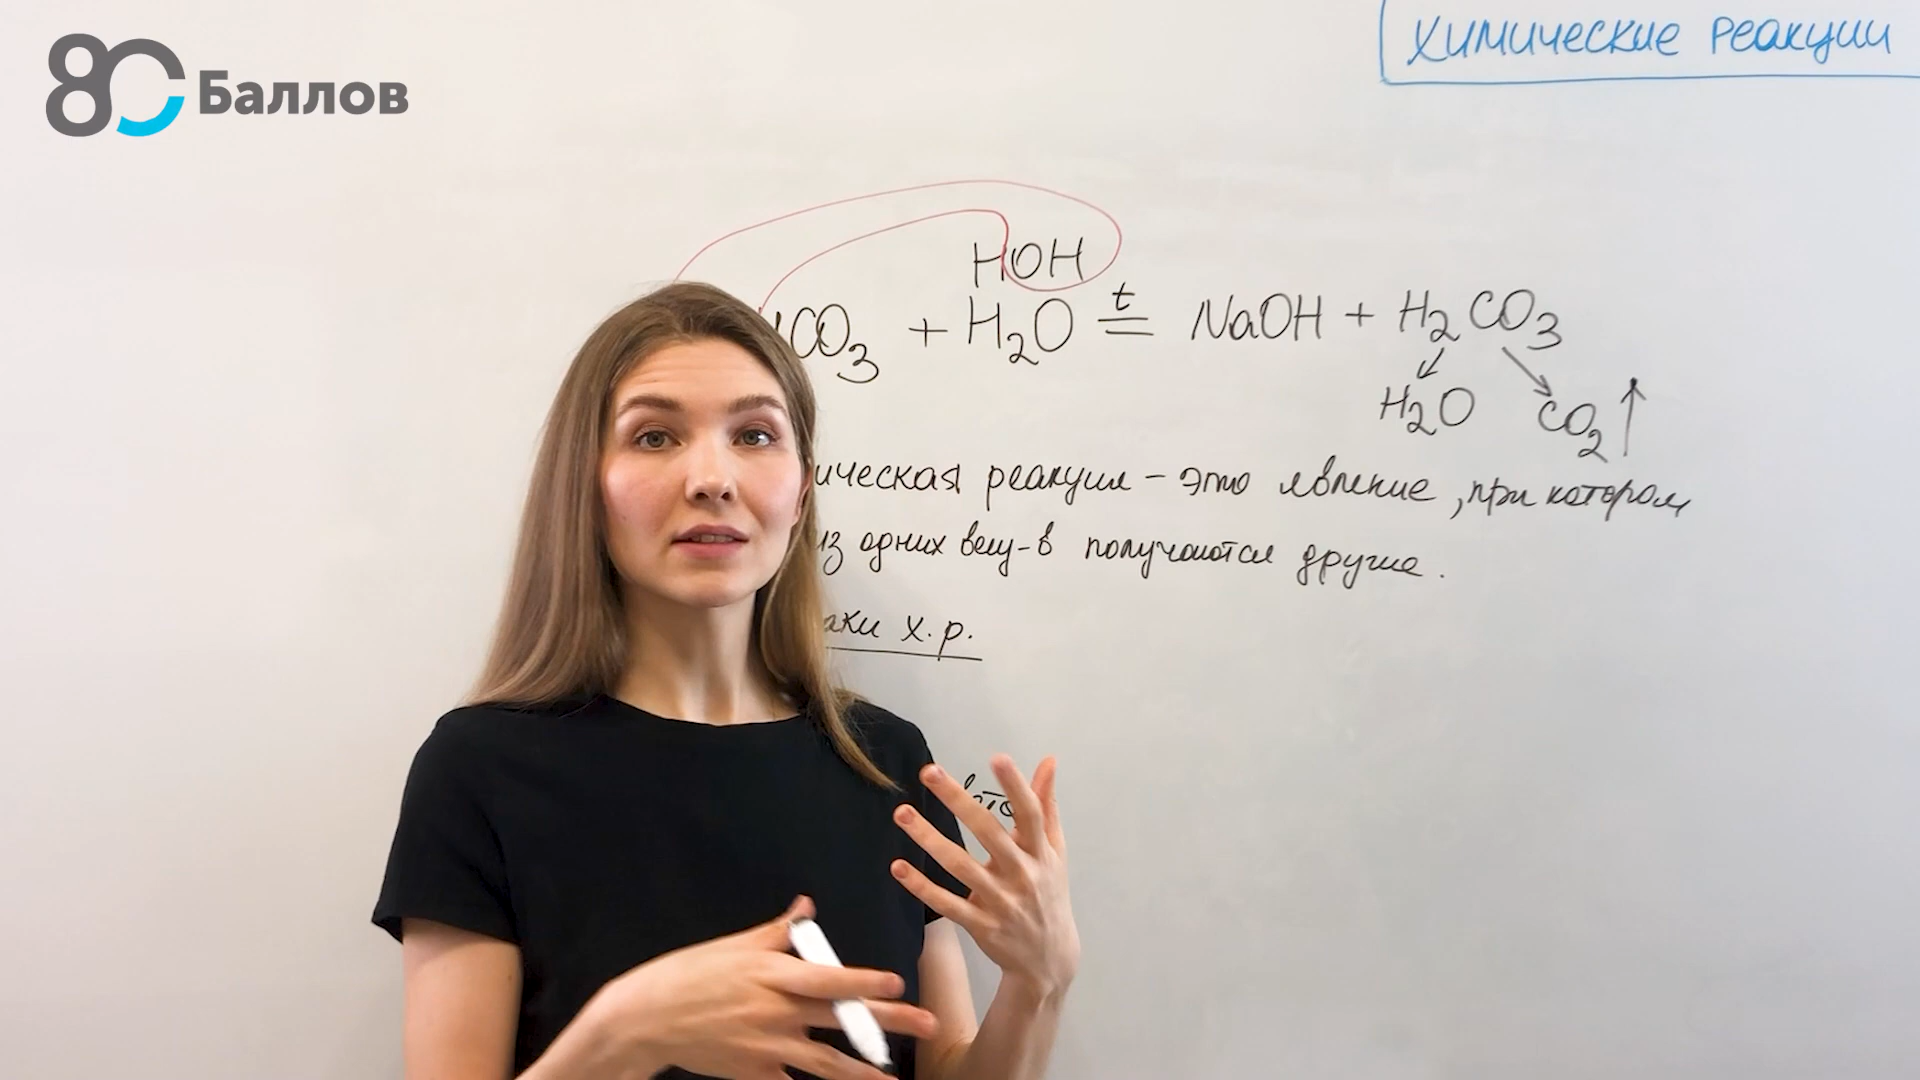 80 Баллов
химические реакции
HOH
CO3 + H2O t = NaOH + H2CO3
H2O CO2↑
ическая реакция – это явление, при котором
из одних вещ-в получаются другие.
аки х.р.